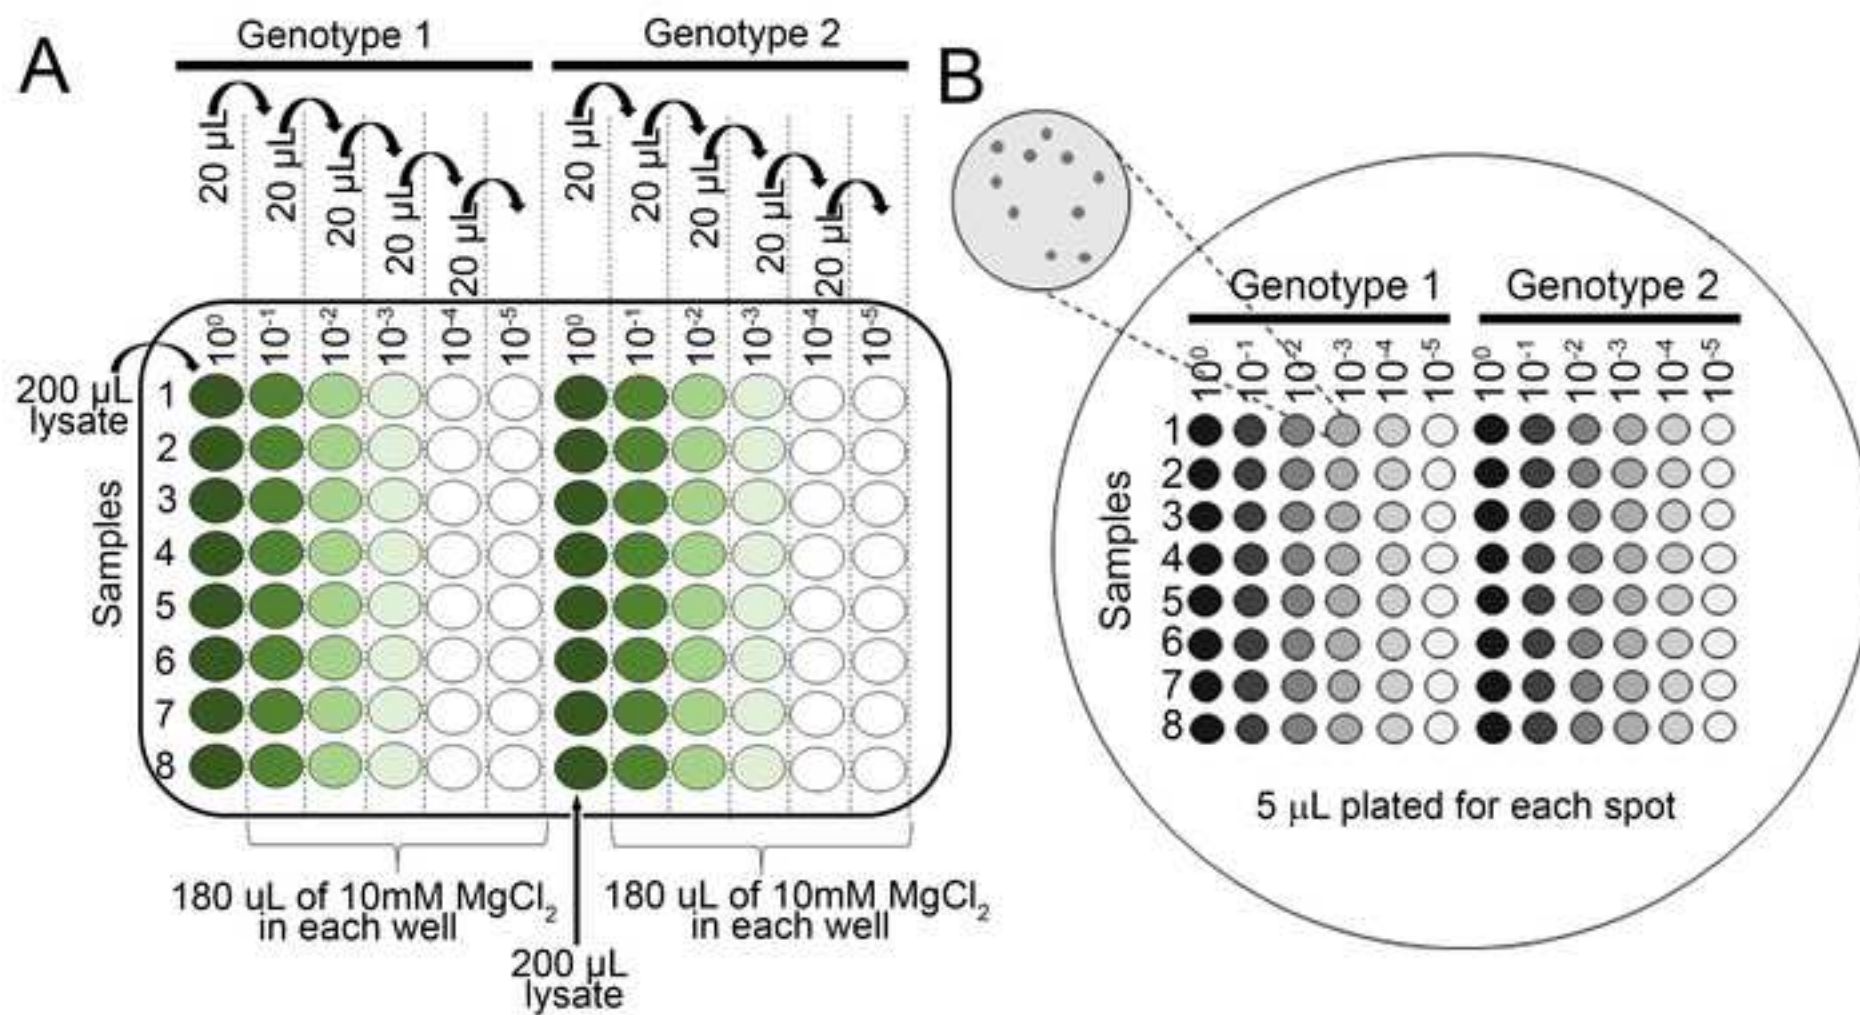 A
Genotype 1
Genotype 2
20 µL
20 µL
20 µL
20 µL
20 µL
20 µL
20 µL
20 µL
20 µL
20 µL
10⁰ 10⁻¹ 10⁻² 10⁻³ 10⁻⁴ 10⁻⁵ 10⁰ 10⁻¹ 10⁻² 10⁻³ 10⁻⁴ 10⁻⁵
200 µL
lysate
Samples
1
2
3
4
5
6
7
8
180 uL of 10mM MgCl₂
in each well
180 uL of 10mM MgCl₂
in each well
200 µL
lysate
B
Genotype 1
Genotype 2
10⁰ 10⁻¹ 10⁻² 10⁻³ 10⁻⁴ 10⁻⁵ 10⁰ 10⁻¹ 10⁻² 10⁻³ 10⁻⁴ 10⁻⁵
Samples
1
2
3
4
5
6
7
8
5 µL plated for each spot